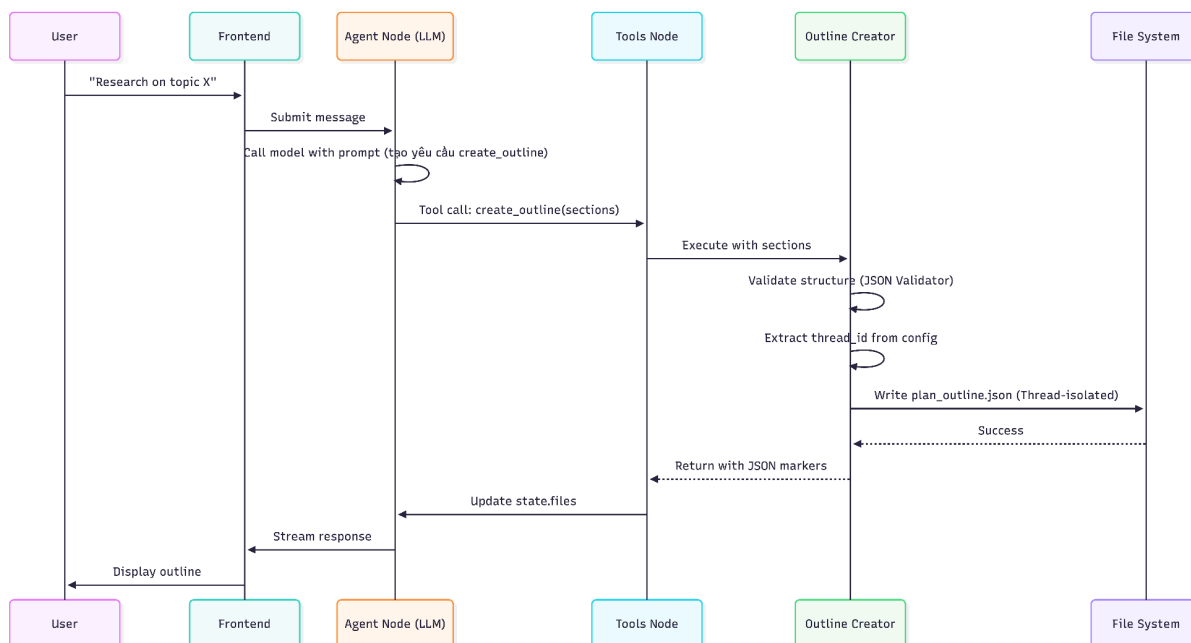 User
Frontend
Agent Node (LLM)
Tools Node
Outline Creator
File System
"Research on topic X"
Submit message
Call model with prompt (tạo yêu cầu create_outline)
Tool call: create_outline(sections)
Execute with sections
Validate structure (JSON Validator)
Extract thread_id from config
Write plan_outline.json (Thread-isolated)
Success
Return with JSON markers
Update state.files
Stream response
Display outline
User
Frontend
Agent Node (LLM)
Tools Node
Outline Creator
File System